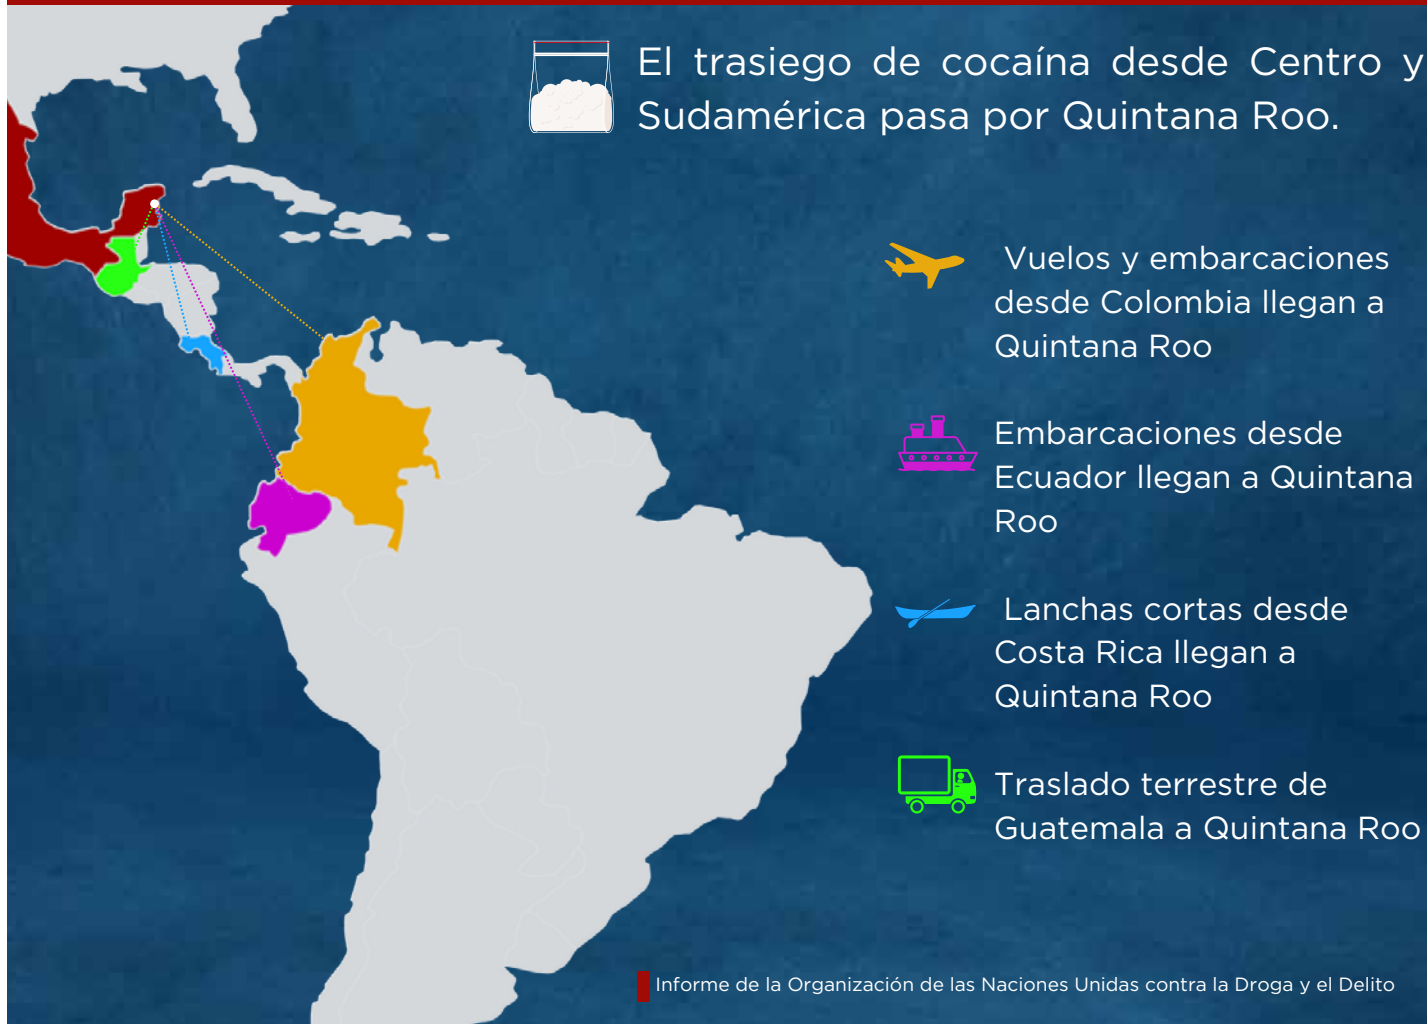 El trasiego de cocaína desde Centro y
Sudamérica pasa por Quintana Roo.
Vuelos y embarcaciones
desde Colombia llegan a
Quintana Roo
Embarcaciones desde
Ecuador llegan a Quintana
Roo
Lanchas cortas desde
Costa Rica llegan a
Quintana Roo
Traslado terrestre de
Guatemala a Quintana Roo
Informe de la Organización de las Naciones Unidas contra la Droga y el Delito